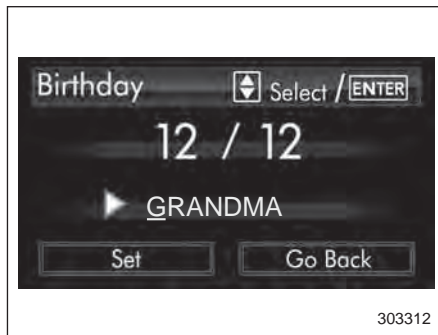 Birthday Select / ENTER
12 / 12
GRANDMA
Set Go Back
303312